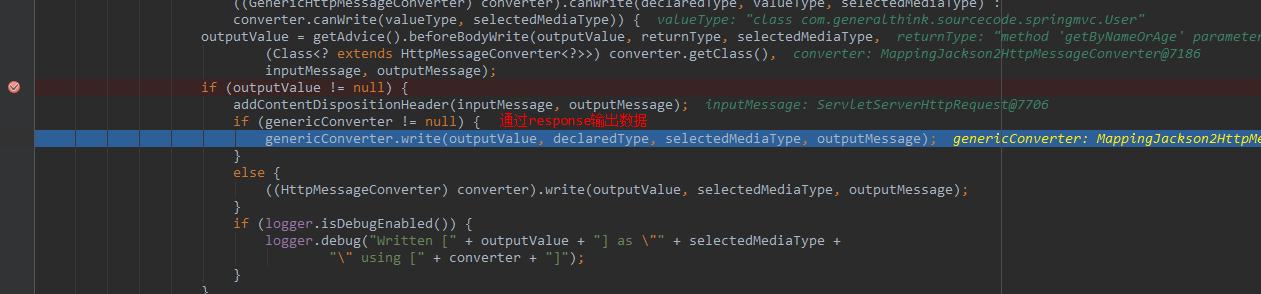 ((GenericHttpMessageConverter) converter).canWrite(declaredType, valueType, selectedMediaType) :
converter.canWrite(valueType, selectedMediaType)) { valueType: "class com.generalthink.sourcecode.springmvc.User"
outputValue = getAdvice().beforeBodyWrite(outputValue, returnType, selectedMediaType, returnType: "method 'getByNameOrAge' parameter
(Class<? extends HttpMessageConverter<?>>) converter.getClass(), converter: MappingJackson2HttpMessageConverter@7186
inputMessage, outputMessage);
if (outputValue != null) {
addContentDispositionHeader(inputMessage, outputMessage); inputMessage: ServletServerHttpRequest@7706
if (genericConverter != null) { 通过response输出数据
genericConverter.write(outputValue, declaredType, selectedMediaType, outputMessage); genericConverter: MappingJackson2HttpMe
}
else {
((HttpMessageConverter) converter).write(outputValue, selectedMediaType, outputMessage);
}
if (logger.isDebugEnabled()) {
logger.debug("Written [" + outputValue + "] as \"" + selectedMediaType +
"\" using [" + converter + "]");
}
}